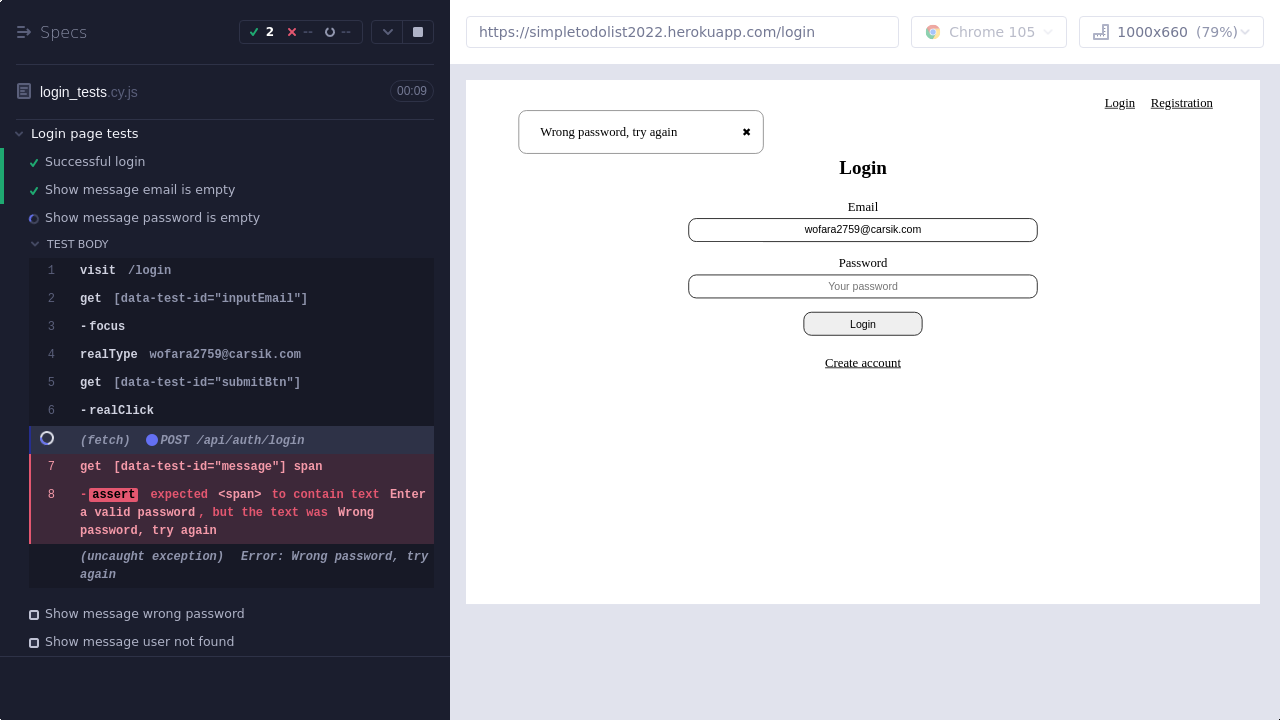 Specs
2
--
--
login_tests.cy.js
00:09
Login page tests
Successful login
Show message email is empty
Show message password is empty
TEST BODY
1 visit /login
2 get [data-test-id="inputEmail"]
3 -focus
4 realType wofara2759@carsik.com
5 get [data-test-id="submitBtn"]
6 -realClick
(fetch) POST /api/auth/login
7 get [data-test-id="message"] span
8 -assert expected <span> to contain text Enter
a valid password, but the text was Wrong
password, try again
(uncaught exception) Error: Wrong password, try
again
Show message wrong password
Show message user not found
https://simpletodolist2022.herokuapp.com/login
Chrome 105
1000x660 (79%)
Login Registration
Wrong password, try again ✖
Login
Email
wofara2759@carsik.com
Password
Your password
Login
Create account